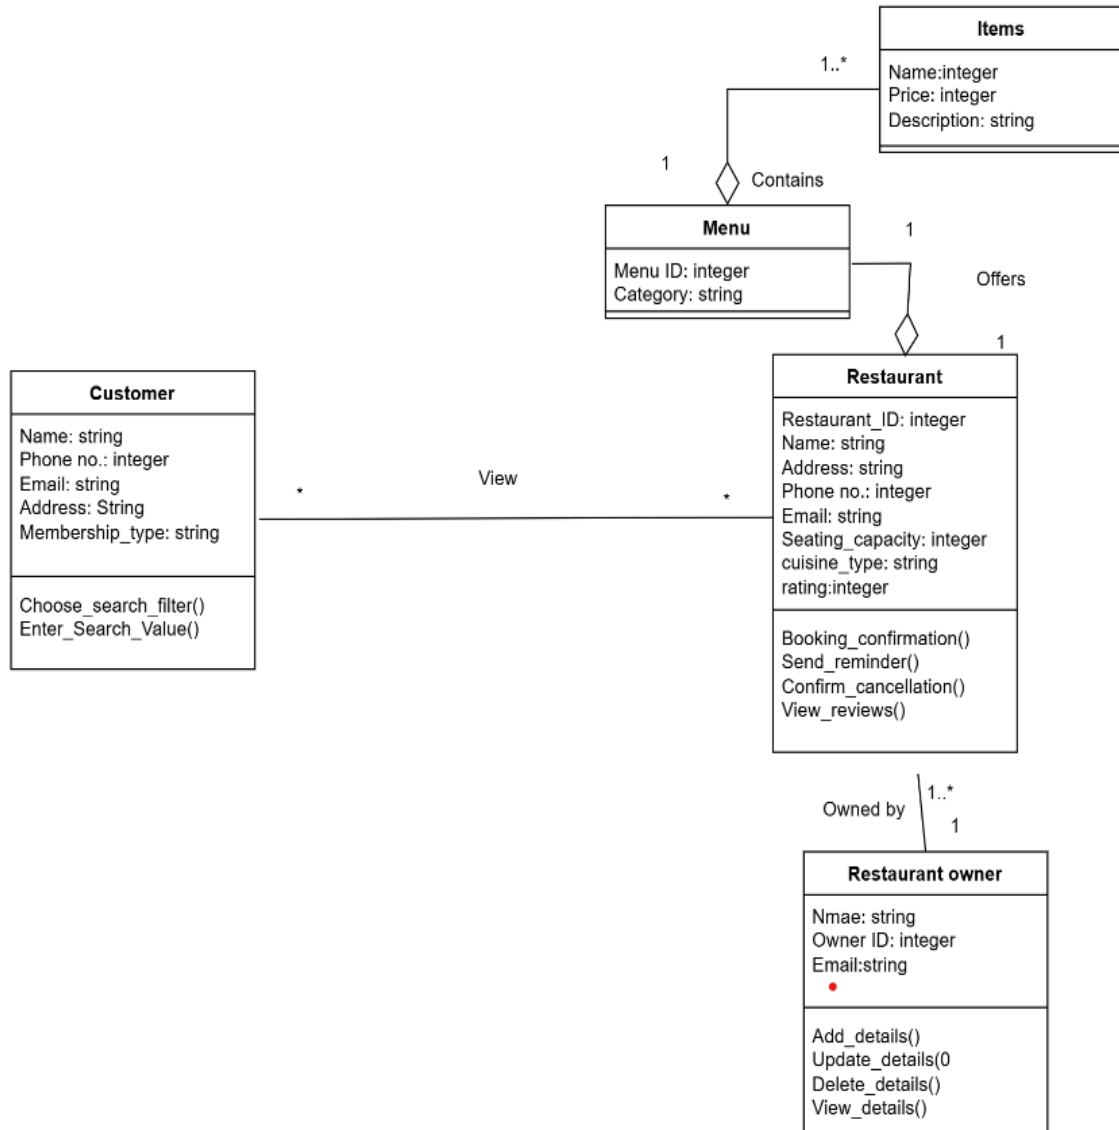 Items
Name:integer
Price: integer
Description: string
1..*
1
Contains
Menu
Menu ID: integer
Category: string
1
Offers
1
Restaurant
Restaurant_ID: integer
Name: string
Address: string
Phone no.: integer
Email: string
Seating_capacity: integer
cuisine_type: string
rating:integer
Booking_confirmation()
Send_reminder()
Confirm_cancellation()
View_reviews()
Customer
Name: string
Phone no.: integer
Email: string
Address: String
Membership_type: string
Choose_search_filter()
Enter_Search_Value()
View
*
*
Owned by
1..*
1
Restaurant owner
Nmae: string
Owner ID: integer
Email:string
Add_details()
Update_details(0
Delete_details()
View_details()